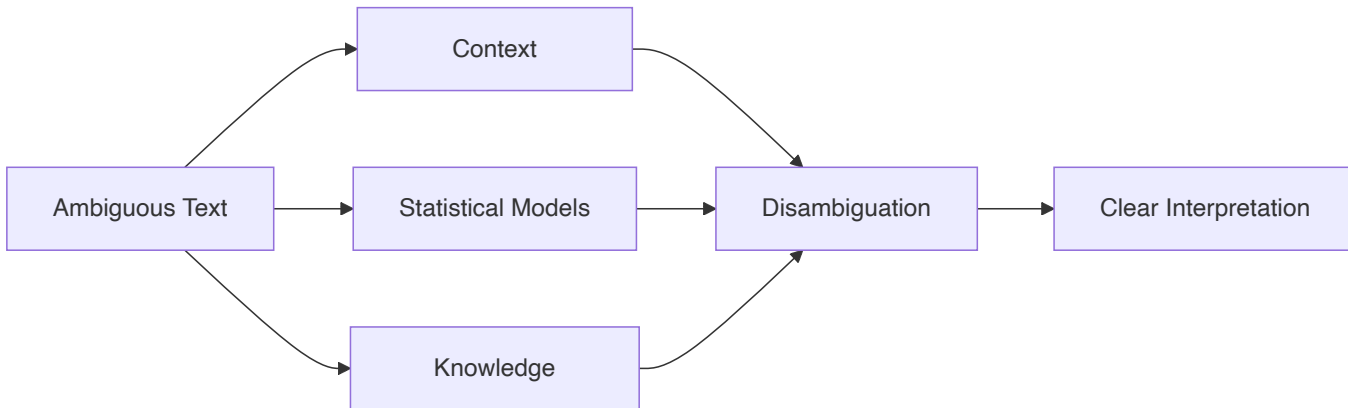 Context
Ambiguous Text
Statistical Models
Disambiguation
Clear Interpretation
Knowledge